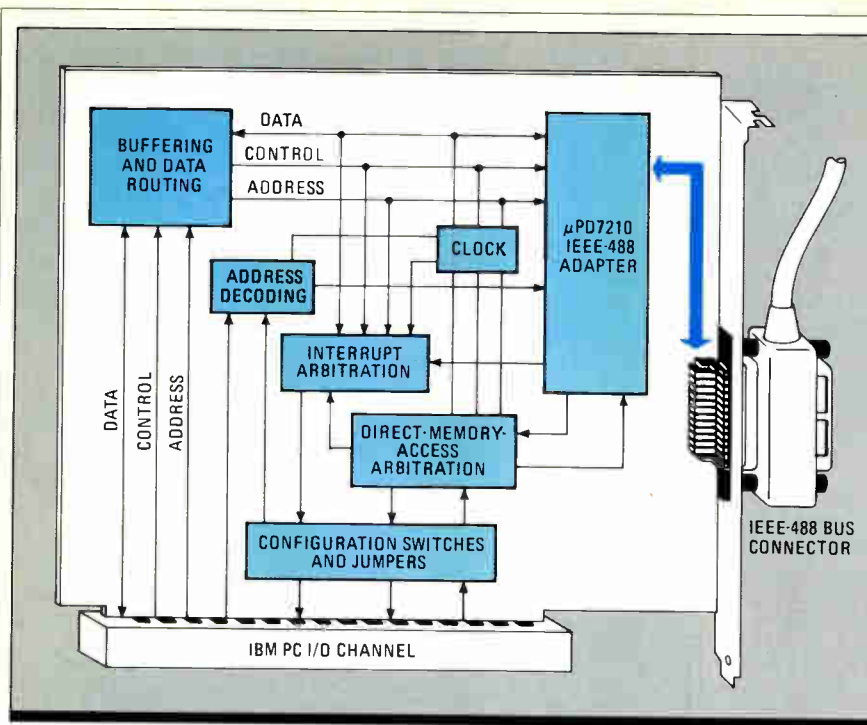 BUFFERING
AND DATA
ROUTING
DATA
CONTROL
ADDRESS
μPD7210
IEEE-488
ADAPTER
CLOCK
ADDRESS
DECODING
INTERRUPT
ARBITRATION
DATA
CONTROL
ADDRESS
DIRECT-MEMORY-
ACCESS
ARBITRATION
CONFIGURATION SWITCHES
AND JUMPERS
IEEE-488 BUS
CONNECTOR
IBM PC I/O CHANNEL